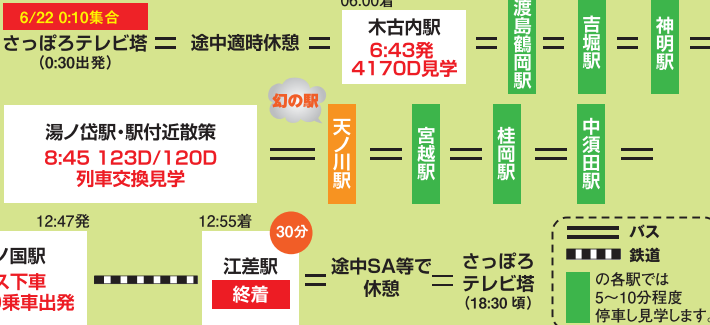 6/22 0:10集合
さっぽろテレビ塔
(0:30出発)
途中適時休憩
06:00着
木古内駅
6:43発
4170D見学
渡島鶴岡駅
吉堀駅
神明駅
湯ノ岱駅・駅付近散策
8:45 123D/120D
列車交換見学
幻の駅
天ノ川駅
宮越駅
桂岡駅
中須田駅
12:47発
ノ国駅
ス下車
乗車出発
12:55着
30分
江差駅
終着
途中SA等で
休憩
さっぽろ
テレビ塔
(18:30 頃)
バス
鉄道
の各駅では
5〜10分程度
停車し見学します。